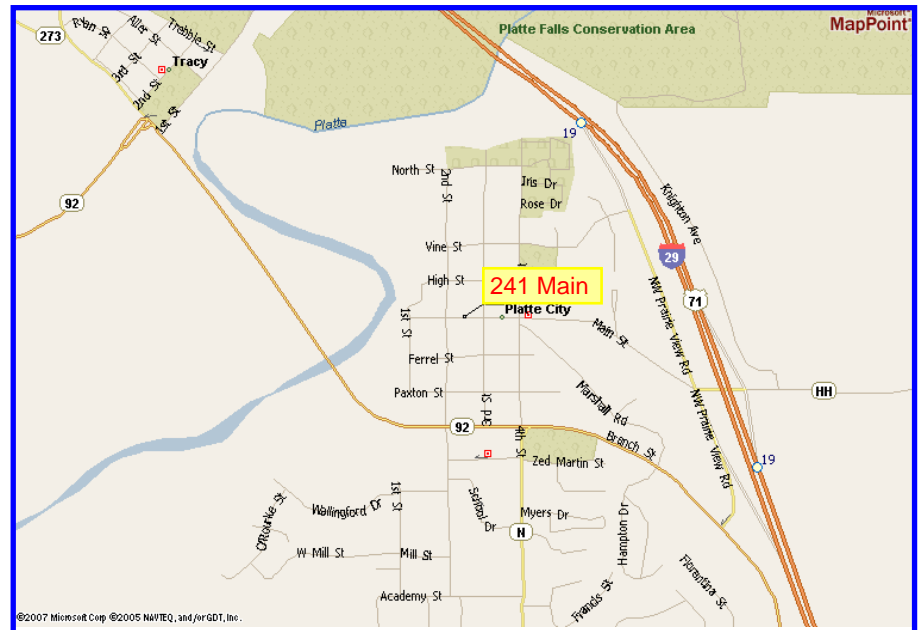 Microsoft
MapPoint
Platte Falls Conservation Area
273
Ryan St
Aller St
Trebbie St
Tracy
3rd St
2nd St
1st St
Platte
19
92
North St
2nd St
Iris Dr
Rose Dr
Knighton Ave
Vine St
29
High St
241 Main
NW Prairie View Rd
71
Platte City
1st St
Main St
Ferrel St
Paxton St
Marshall Rd
HH
NW Prairie View Rd
3rd St
92
4th St
Branch St
19
Zed Martin St
O'Rourke St
Wallingford Dr
1st St
School Dr
Myers Dr
N
Hampton Dr
W Mill St
Mill St
Florentina St
Francis St
Academy St
©2007 Microsoft Corp ©2005 NAVTEQ, and/or GDT, Inc.